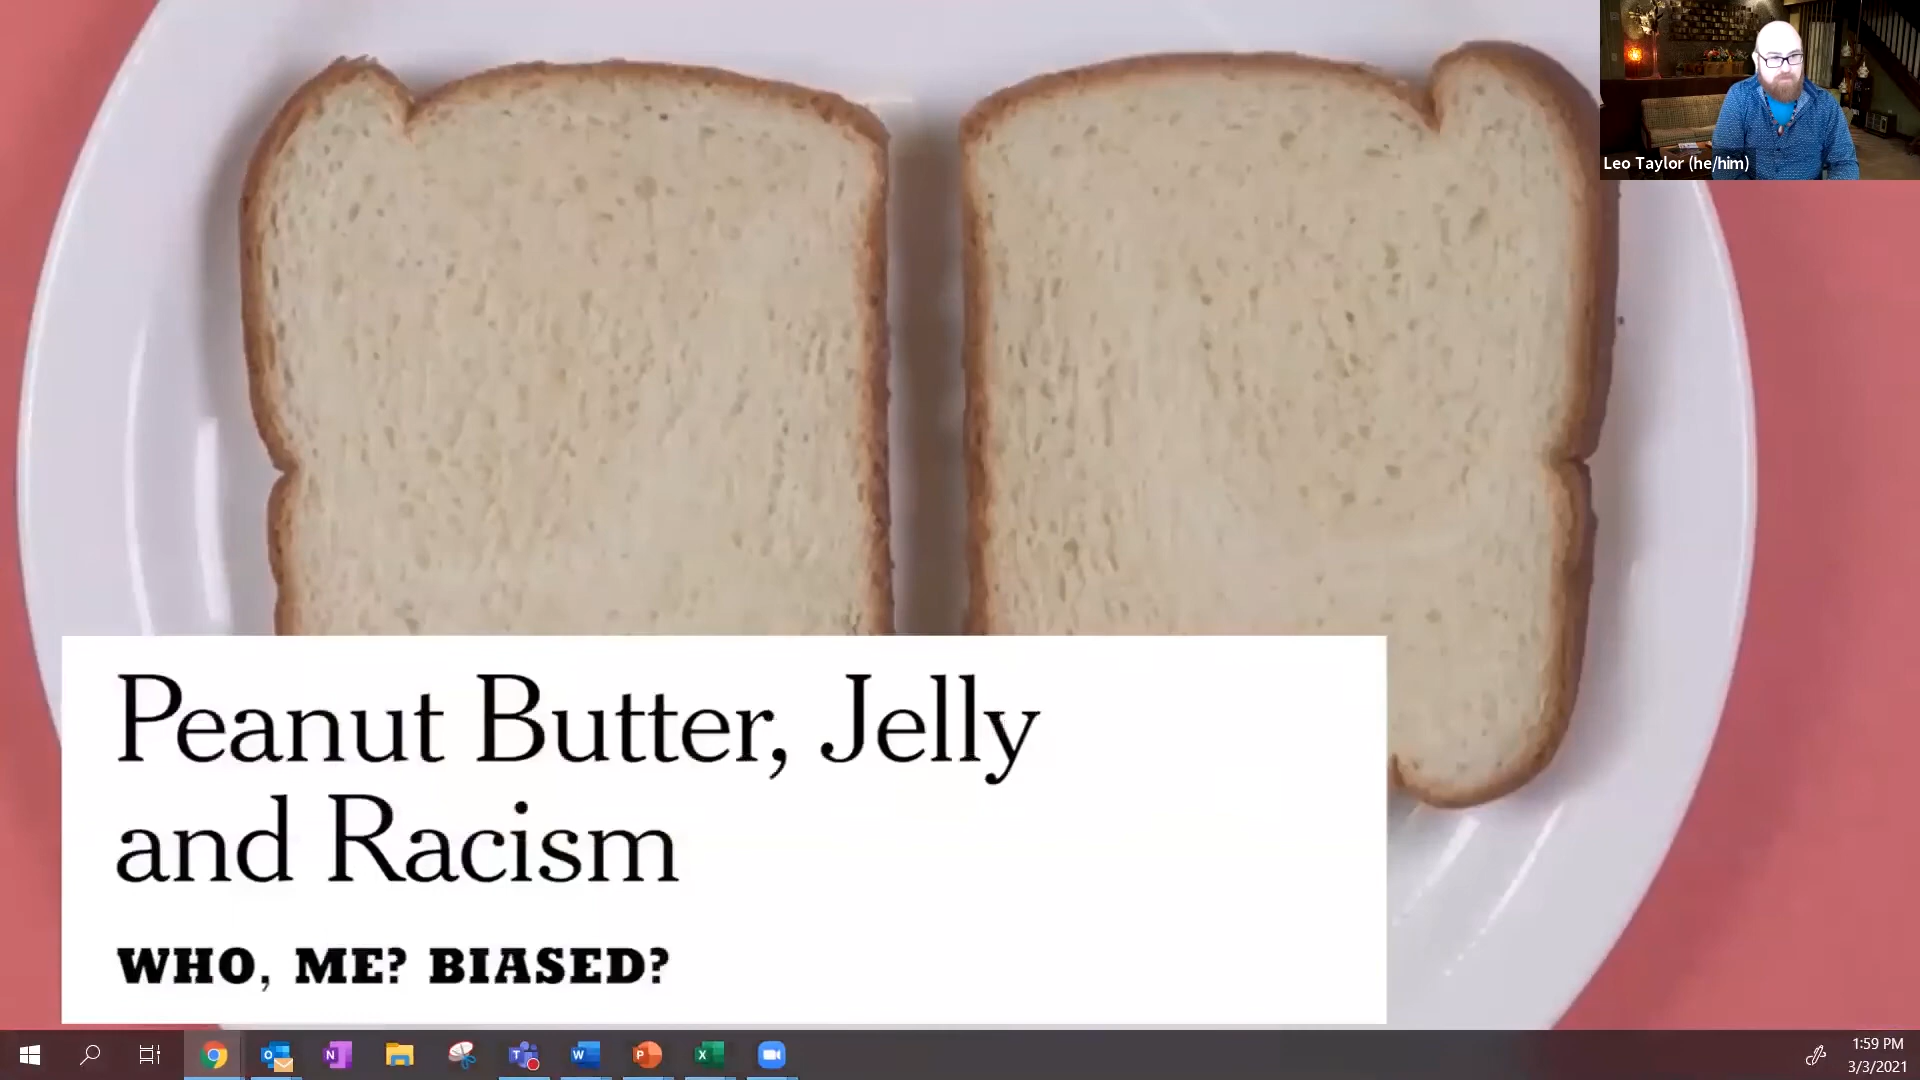 Leo Taylor (he/him)
Peanut Butter, Jelly
and Racism
WHO, ME? BIASED?
1:59 PM
3/3/2021